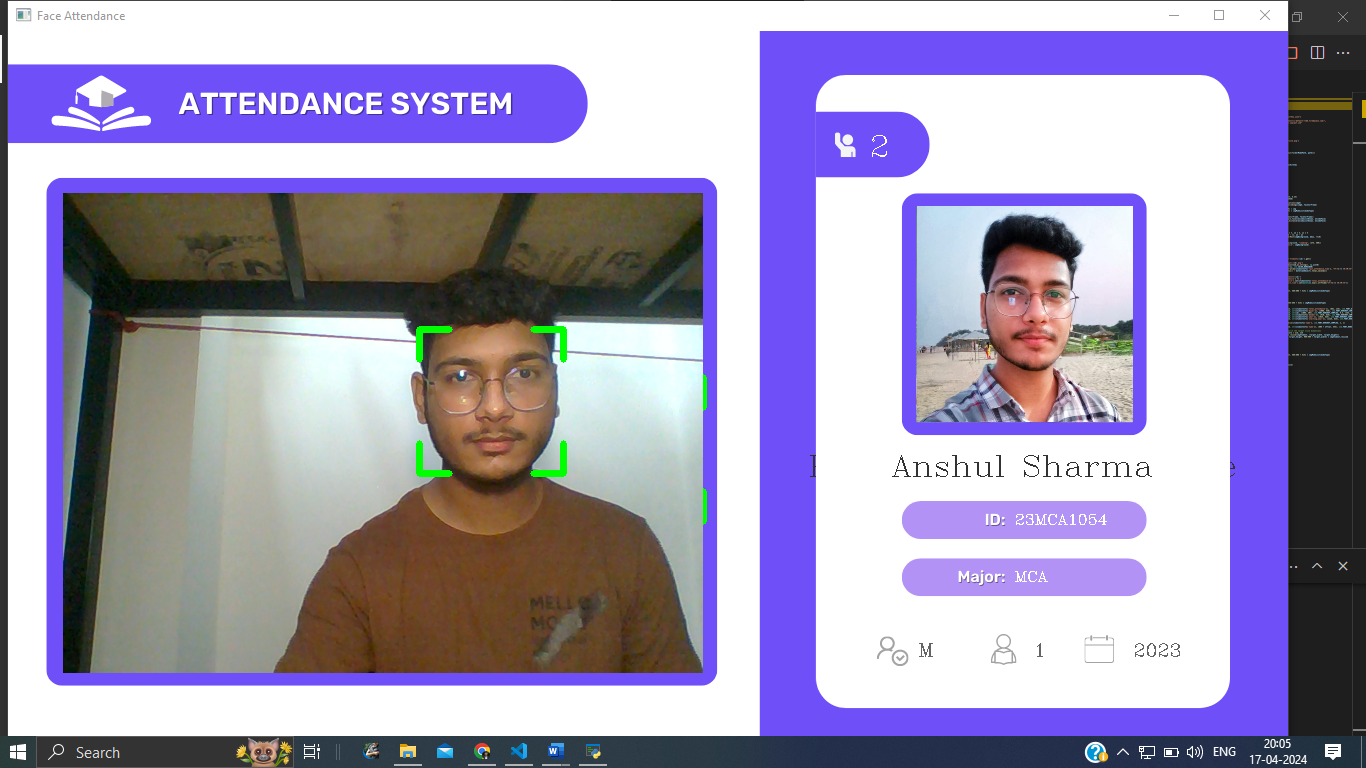 Face Attendance
ATTENDANCE SYSTEM
2
MELLO
Anshul Sharma
ID: 23MCA1054
Major: MCA
M 1 2023
Search
ENG
20:05
17-04-2024